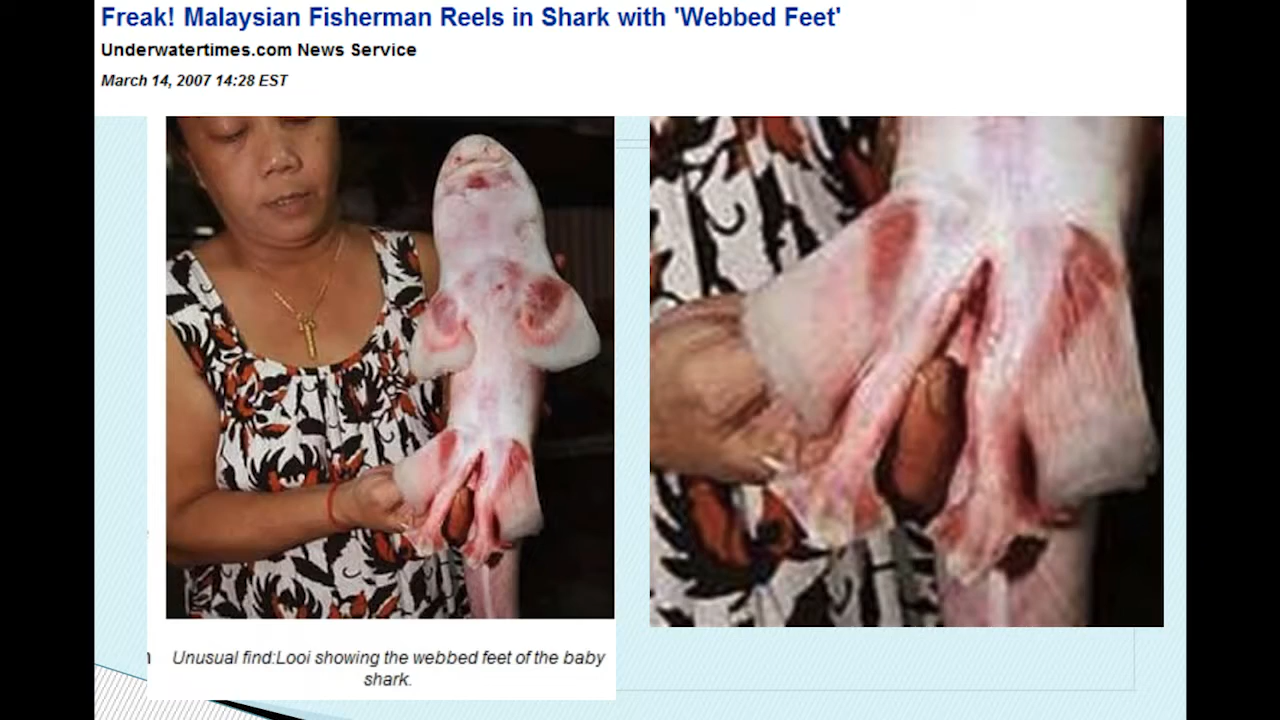 Freak! Malaysian Fisherman Reels in Shark with 'Webbed Feet'
Underwatertimes.com News Service
March 14, 2007 14:28 EST
Unusual find:Looi showing the webbed feet of the baby
shark.